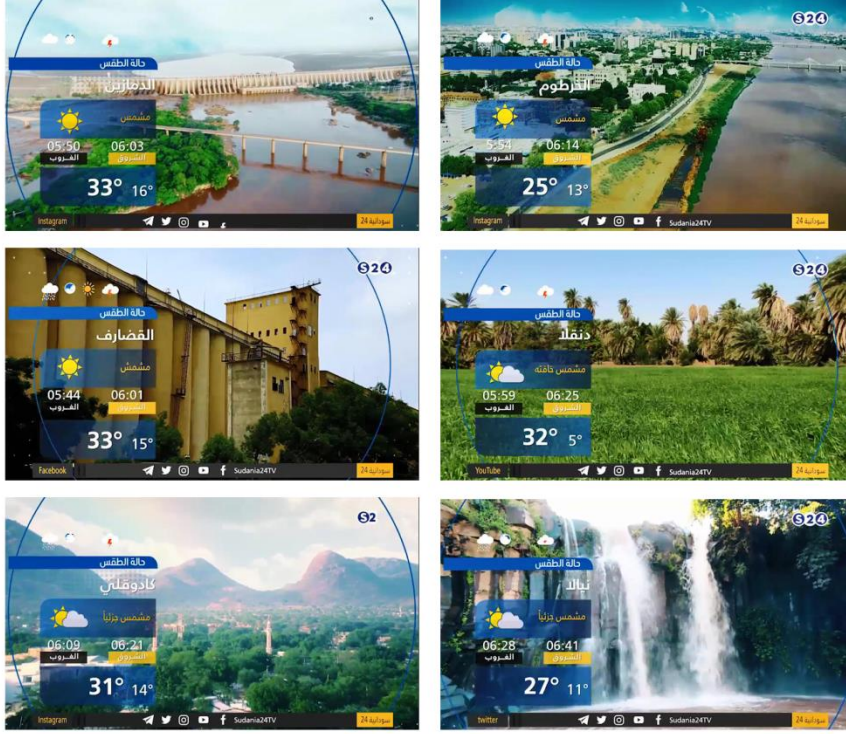 حالة الطقس
الدمازين
مشمس
05:50 06:03
الغروب الشروق
33° 16°
Instagram
سودانية 24
S24
حالة الطقس
الخرطوم
مشمس
5:54 06:14
الغروب الشروق
25° 13°
Instagram Sudania24TV سودانية 24
S24
حالة الطقس
القضارف
مشمش
05:44 06:01
الغروب الشروق
33° 15°
Facebook Sudania24TV سودانية 24
S24
حالة الطقس
دنقلا
مشمس خافته
05:59 06:25
الغروب الشروق
32° 5°
YouTube Sudania24TV سودانية 24
S2
حالة الطقس
كادوقلي
مشمس جزئياً
06:09 06:21
الغروب الشروق
31° 14°
Instagram Sudania24TV سودانية 24
S24
حالة الطقس
نيالا
مشمس جزئياً
06:28 06:41
الغروب الشروق
27° 11°
twitter Sudania24TV سودانية 24